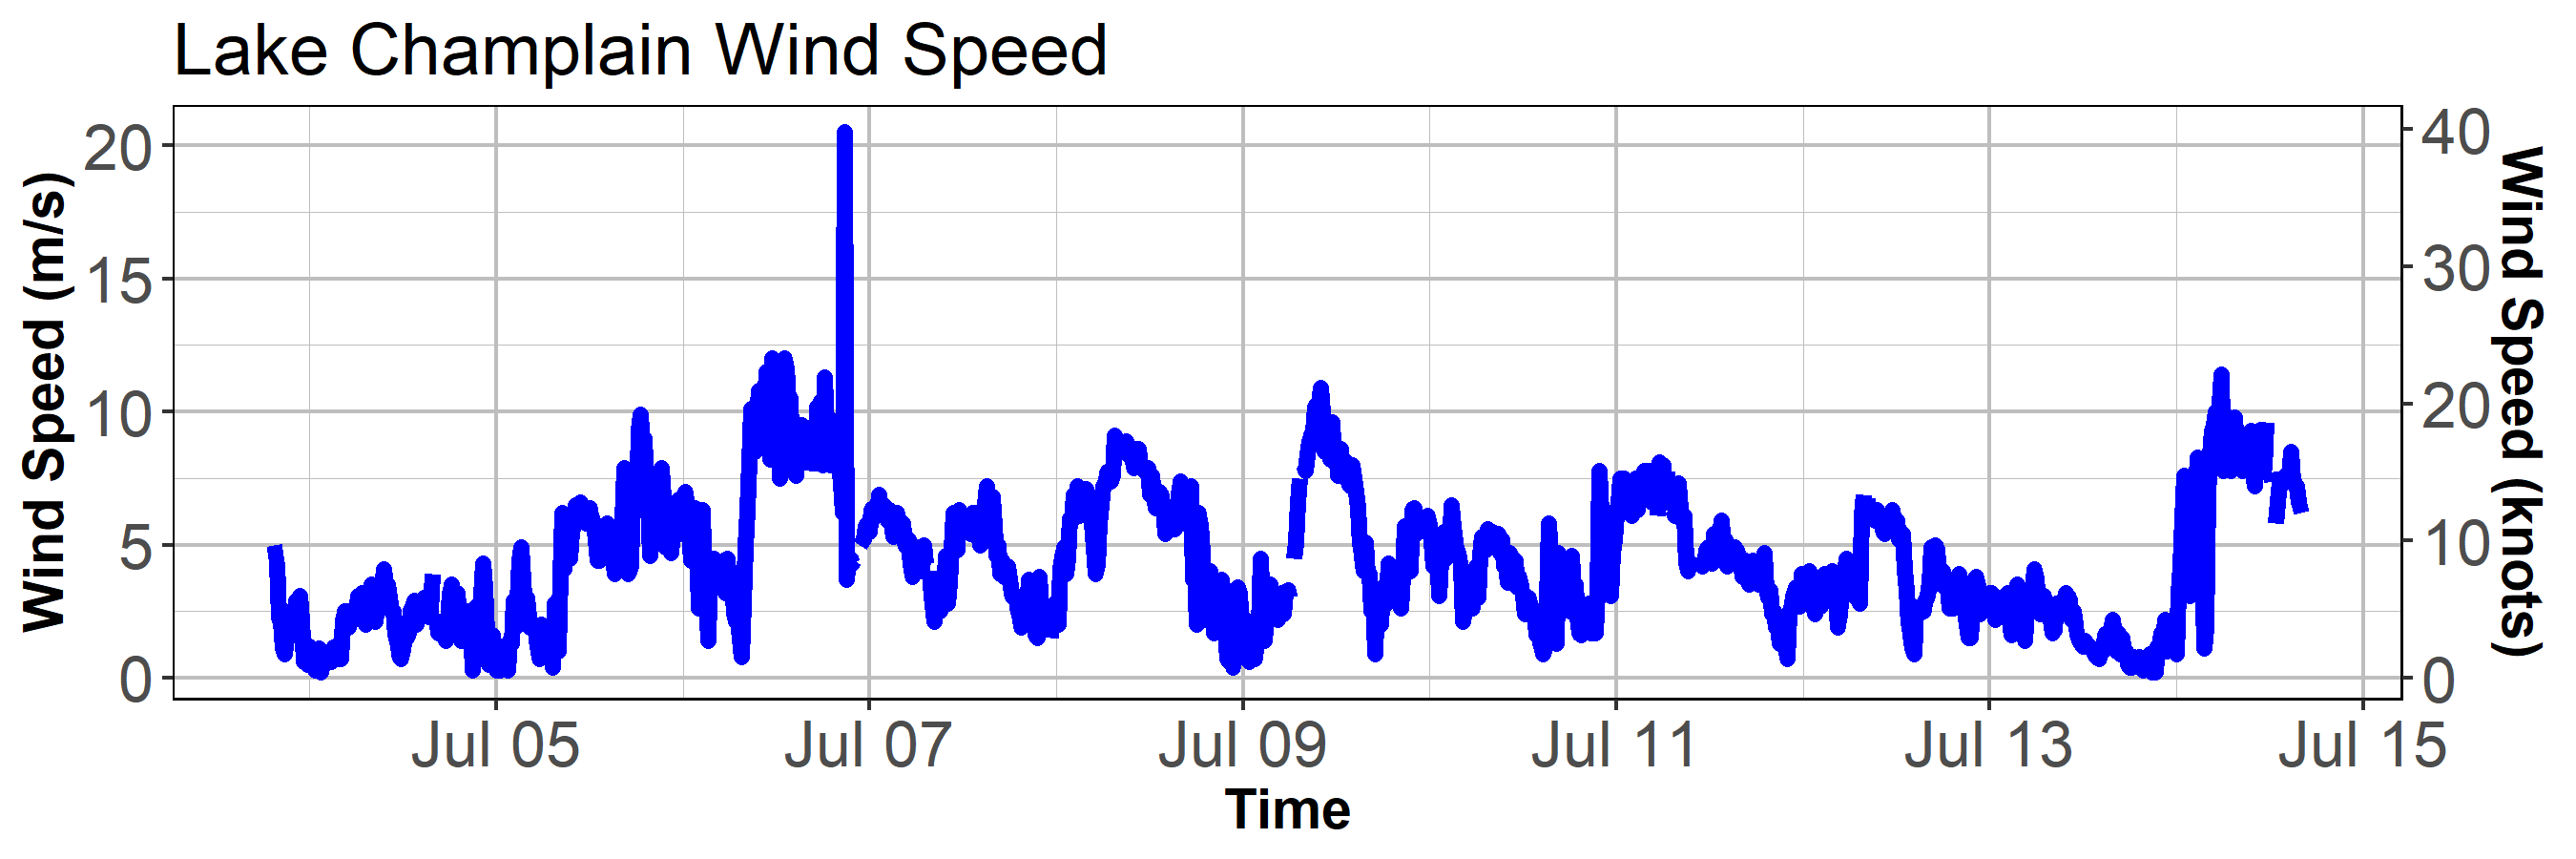 Lake Champlain Wind Speed
Wind Speed (m/s)
20
15
10
5
0
40
30
20
10
0
Wind Speed (knots)
Jul 05 Jul 07 Jul 09 Jul 11 Jul 13 Jul 15
Time